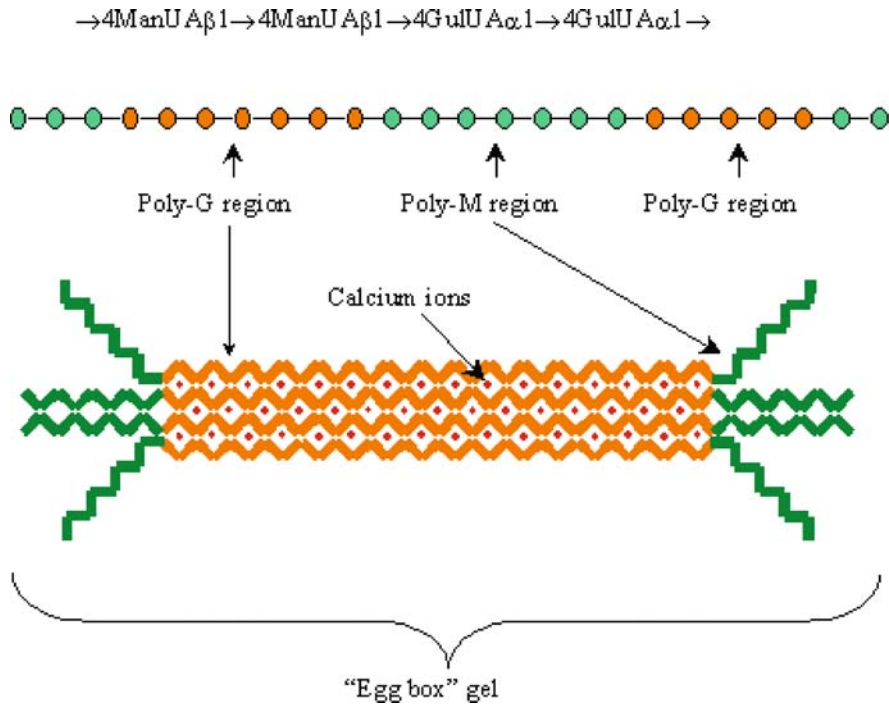 →4ManUAβ1→4ManUAβ1→4GulUAα1→4GulUAα1→
Poly-G region Poly-M region Poly-G region
Calcium ions
“Egg box” gel